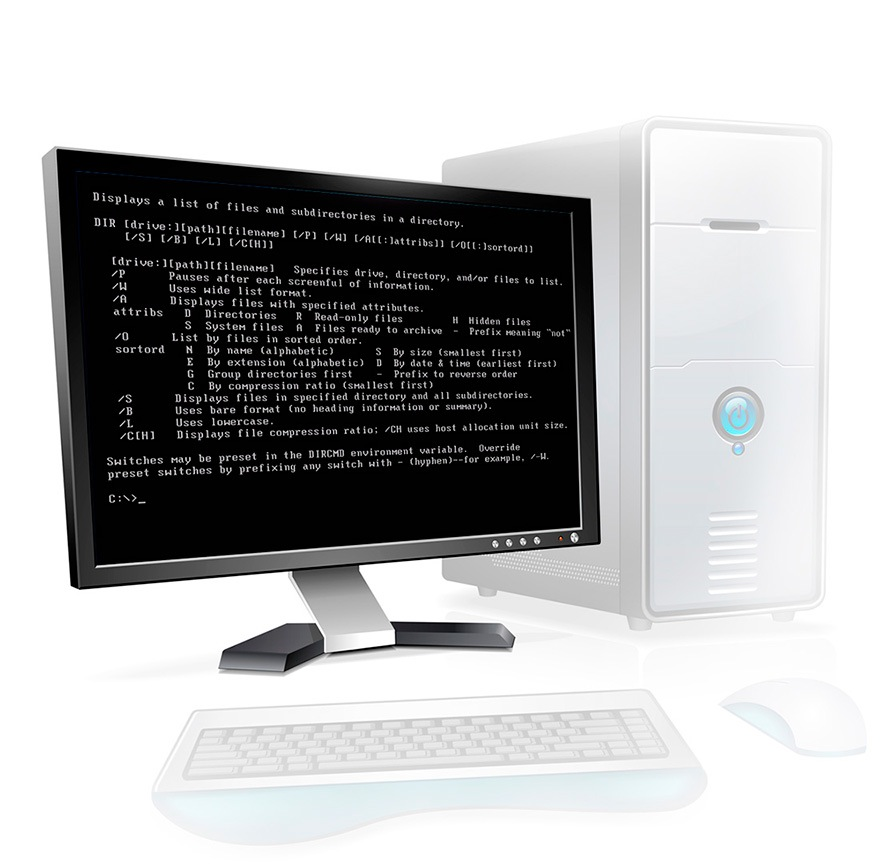 Displays a list of files and subdirectories in a directory.
DIR [drive:][path][filename] [/P] [/W] [/A[[:]attribs]] [/O[[:]sortord]]
[/S] [/B] [/L] [/C[H]]
[drive:][path][filename] Specifies drive, directory, and/or files to list.
/P Pauses after each screenful of information.
/W Uses wide list format.
/A Displays files with specified attributes.
attribs D Directories R Read-only files H Hidden files
S System files A Files ready to archive - Prefix meaning "not"
/O List by files in sorted order.
sortord N By name (alphabetic) S By size (smallest first)
E By extension (alphabetic) D By date & time (earliest first)
G Group directories first - Prefix to reverse order
C By compression ratio (smallest first)
/S Displays files in specified directory and all subdirectories.
/B Uses bare format (no heading information or summary).
/L Uses lowercase.
/C[H] Displays file compression ratio; /CH uses host allocation unit size.
Switches may be preset in the DIRCMD environment variable. Override
preset switches by prefixing any switch with - (hyphen)--for example, /-W.
C:\>_